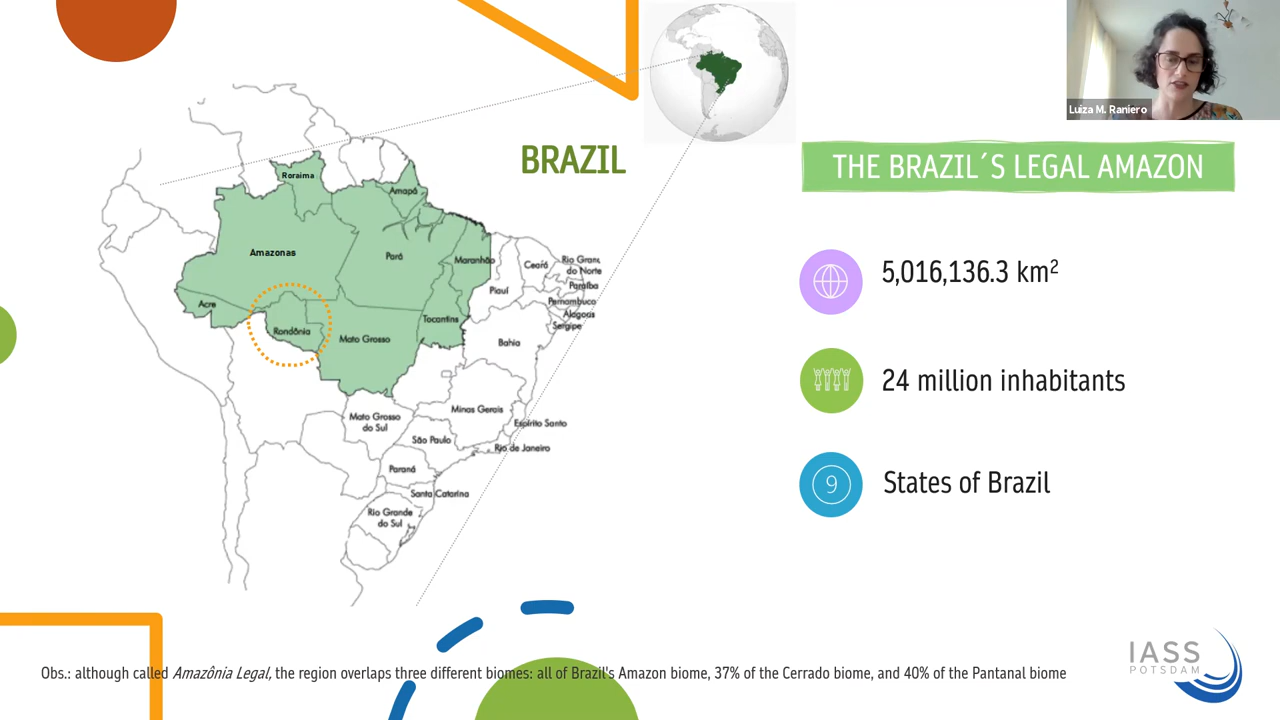 Luiza M. Raniero
BRAZIL
THE BRAZIL´S LEGAL AMAZON
5,016,136.3 km²
24 million inhabitants
9
States of Brazil
Roraima
Amapá
Amazonas
Pará
Maranhão
Ceará
Rio Grande
do Norte
Paraíba
Piauí
Pernambuco
Alagoas
Sergipe
Acre
Rondônia
Mato Grosso
Tocantins
Bahia
Minas Gerais
Mato Grosso
do Sul
Espírito Santo
São Paulo
Rio de Janeiro
Paraná
Santa Catarina
Rio Grande
do Sul
Obs.: although called Amazônia Legal, the region overlaps three different biomes: all of Brazil's Amazon biome, 37% of the Cerrado biome, and 40% of the Pantanal biome
IASS
POTSDAM